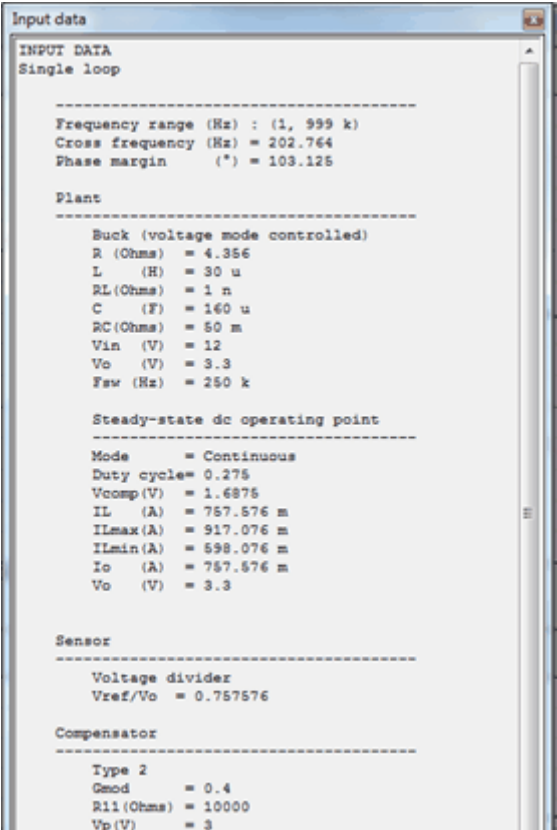 Input data
INPUT DATA
Single loop
----------------------------------------
Frequency range (Hz) : (1, 999 k)
Cross frequency (Hz) = 202.764
Phase margin (°) = 103.125
Plant
----------------------------------------
Buck (voltage mode controlled)
R (Ohms) = 4.356
L (H) = 30 u
RL(Ohms) = 1 n
C (F) = 160 u
RC(Ohms) = 50 m
Vin (V) = 12
Vo (V) = 3.3
Fsw (Hz) = 250 k
Steady-state dc operating point
------------------------------------
Mode = Continuous
Duty cycle= 0.275
Vcomp(V) = 1.6875
IL (A) = 757.576 m
ILmax(A) = 917.076 m
ILmin(A) = 598.076 m
Io (A) = 757.576 m
Vo (V) = 3.3
Sensor
----------------------------------------
Voltage divider
Vref/Vo = 0.757576
Compensator
----------------------------------------
Type 2
Gmod = 0.4
R11(Ohms) = 10000
Vp(V) = 3